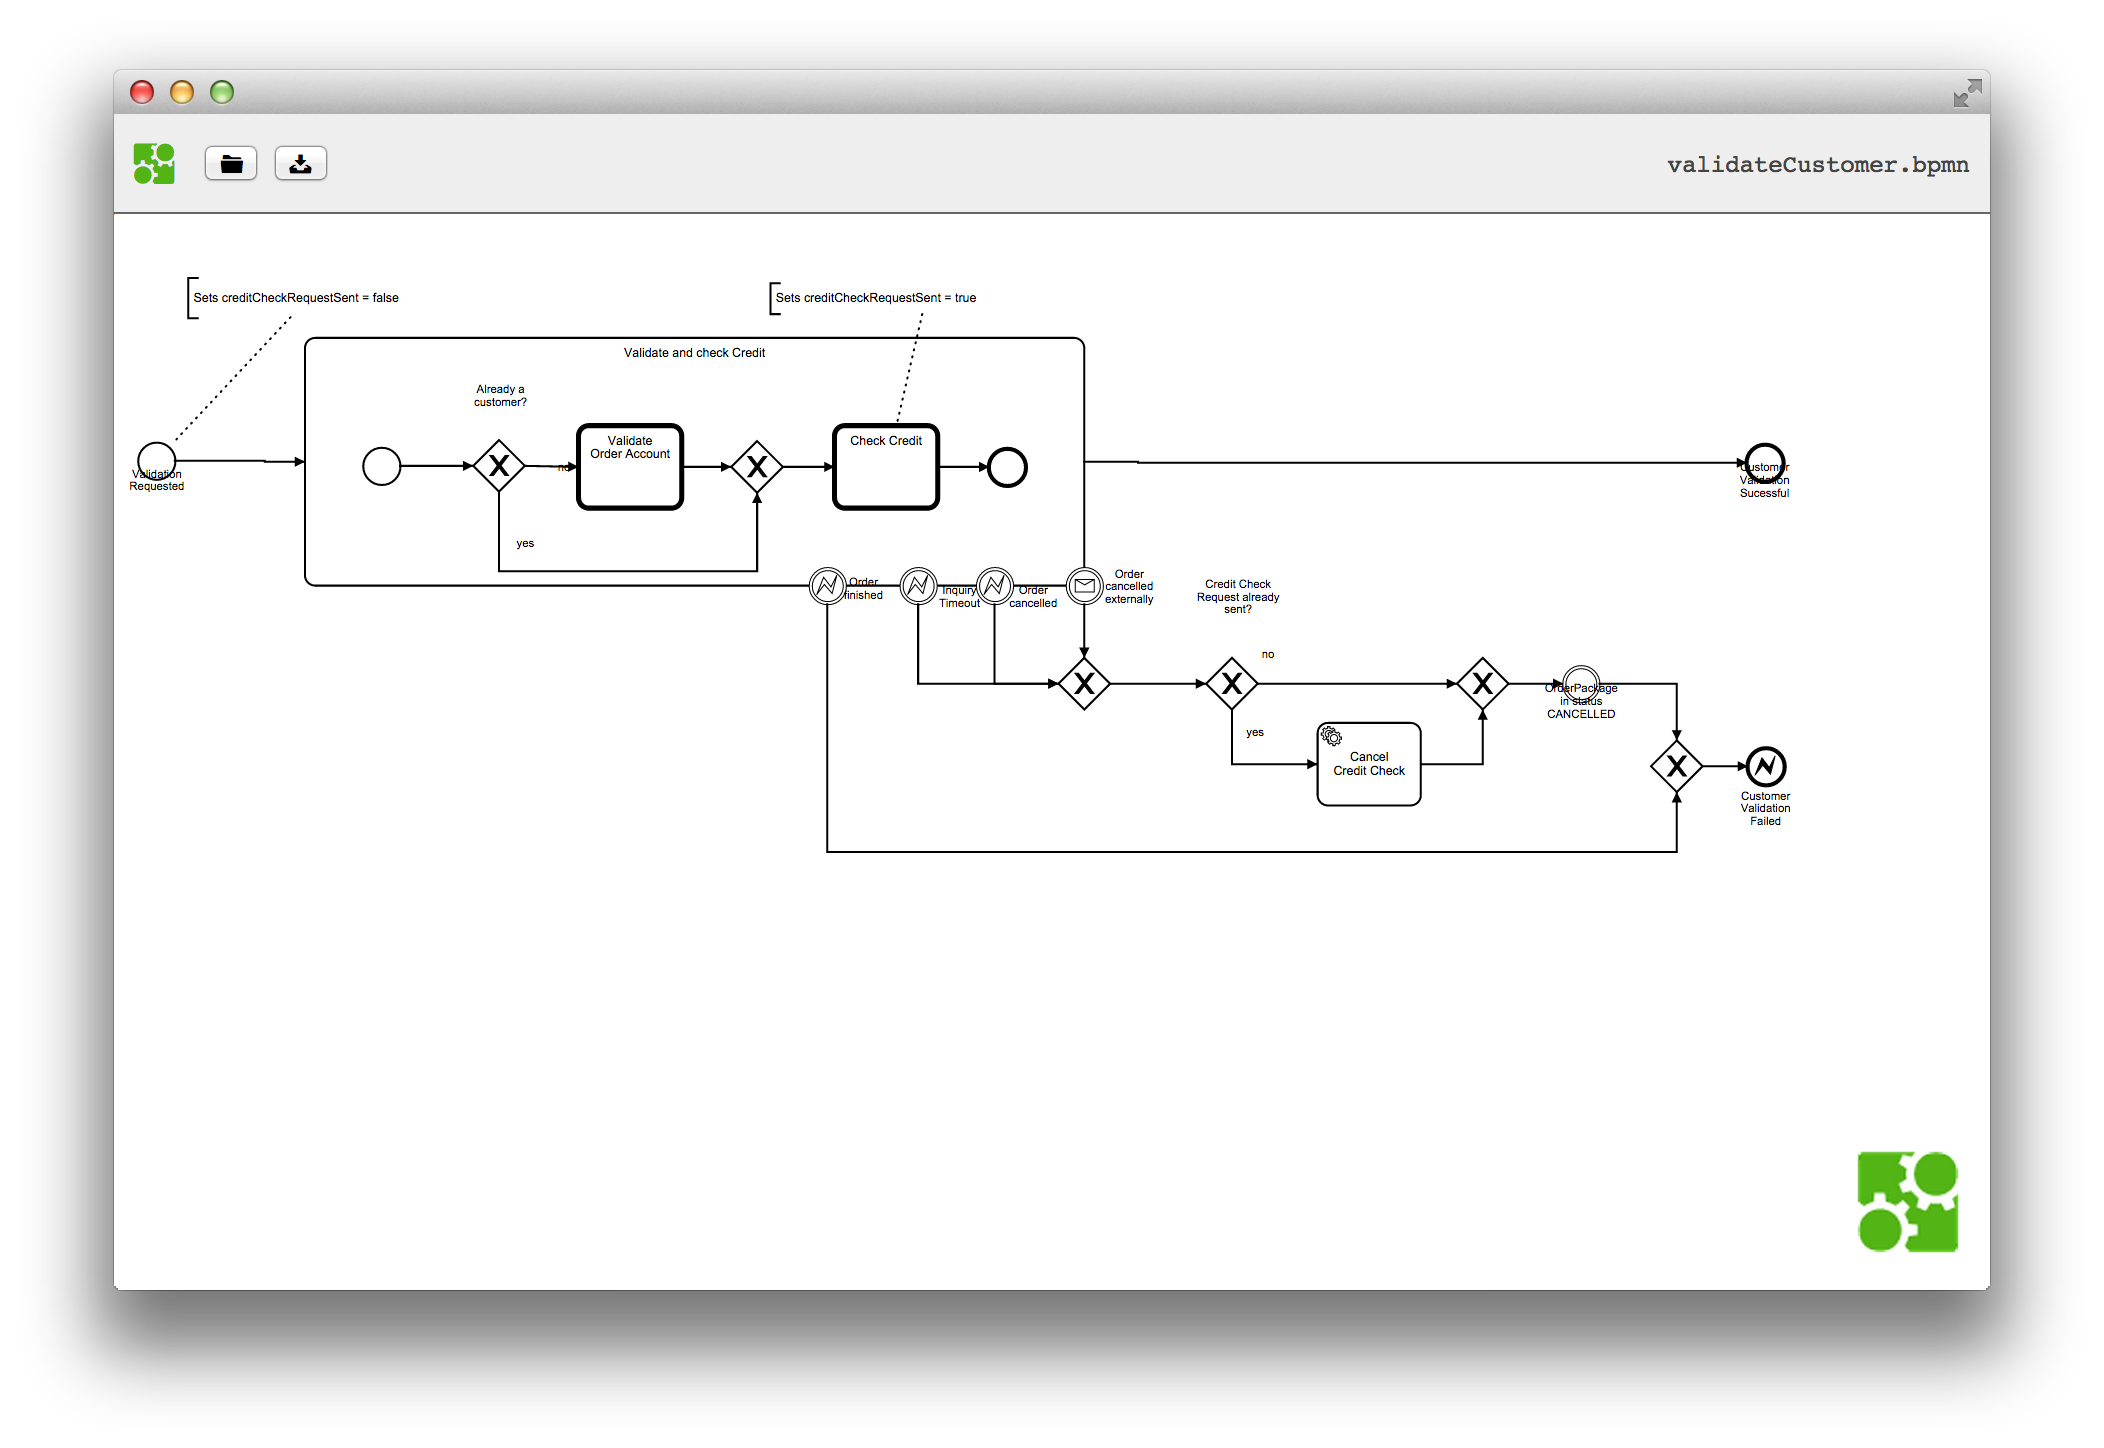 validateCustomer.bpmn
Sets creditCheckRequestSent = false
Sets creditCheckRequestSent = true
Validate and check Credit
Already a
customer?
Validate
Order Account
Check Credit
no
yes
Validation
Requested
Customer
Validation
Sucessful
Order
finished
Inquiry
Timeout
Order
cancelled
Order
cancelled
externally
Credit Check
Request already
sent?
no
yes
Cancel
Credit Check
OrderPackage
in status
CANCELLED
Customer
Validation
Failed